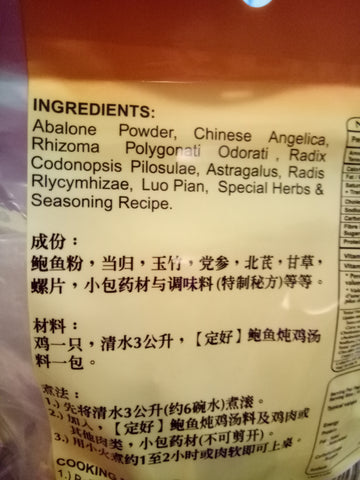 INGREDIENTS:
Abalone Powder, Chinese Angelica,
Rhizoma Polygonati Odorati , Radix
Codonopsis Pilosulae, Astragalus, Radis
Rlycymhizae, Luo Pian, Special Herbs &
Seasoning Recipe.
成份：
鲍鱼粉，当归，玉竹，党参，北芪，甘草，
螺片，小包药材与调味料(特制秘方)等等。
材料：
鸡一只，清水3公升，【定好】鲍鱼炖鸡汤
料一包。
煮法：
1.) 先将清水3公升(约6碗水)煮滚。
2.) 加入，【定好】鲍鱼炖鸡汤料及鸡肉或
其他肉类，小包药材(不可剪开)。
3.) 用小火煮约1至2小时或肉软即可上桌。
COOKING